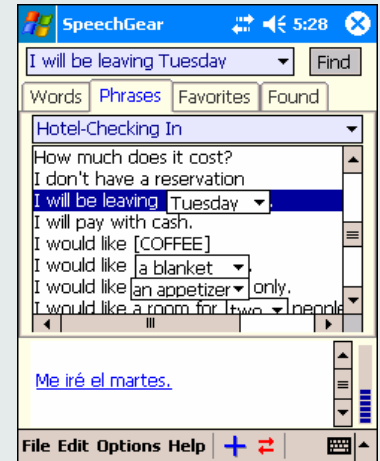 SpeechGear 5:28
I will be leaving Tuesday Find
Words Phrases Favorites Found
Hotel-Checking In
How much does it cost?
I don't have a reservation
I will be leaving Tuesday .
I will pay with cash.
I would like [COFFEE]
I would like a blanket .
I would like an appetizer only.
I would like a room for two people
Me iré el martes.
File Edit Options Help